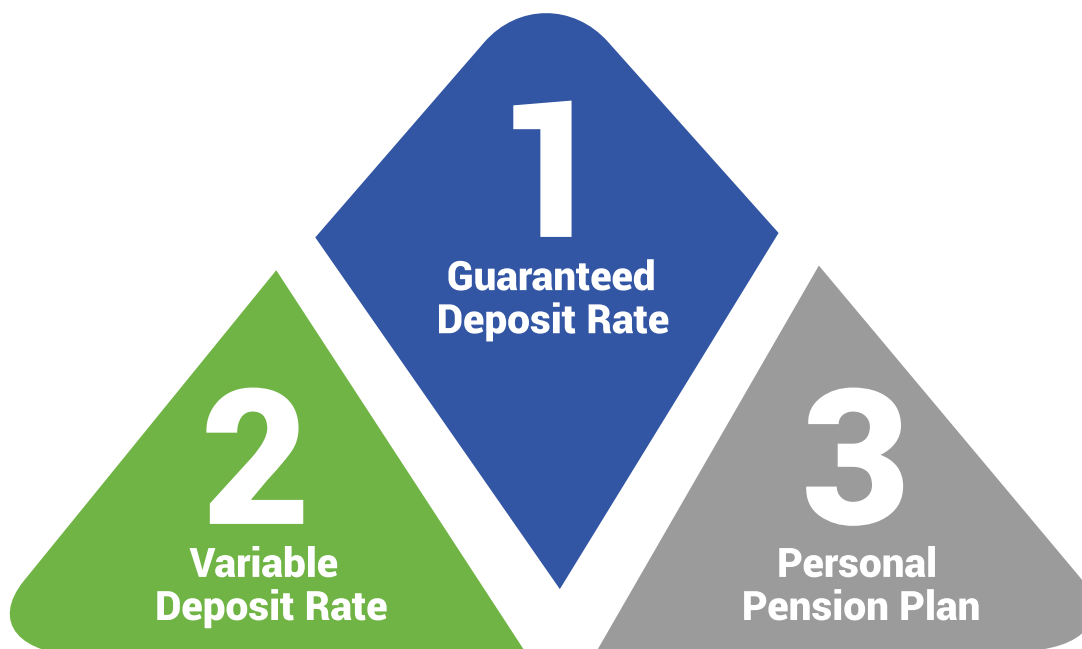 1
Guaranteed
Deposit Rate
2
Variable
Deposit Rate
3
Personal
Pension Plan